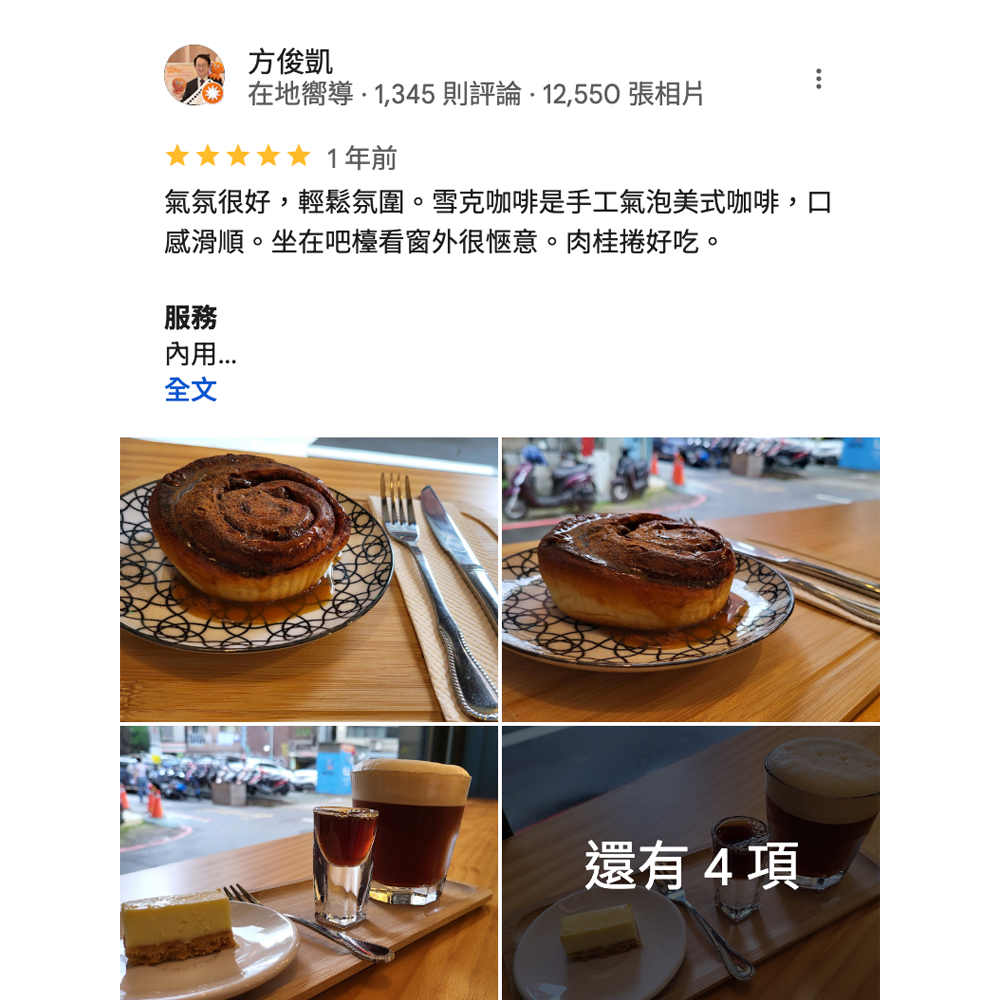 方俊凱
在地嚮導 · 1,345 則評論 · 12,550 張相片
1 年前
氣氛很好，輕鬆氛圍。雪克咖啡是手工氣泡美式咖啡，口
感滑順。坐在吧檯看窗外很愜意。肉桂捲好吃。
服務
內用...
全文
還有 4 項